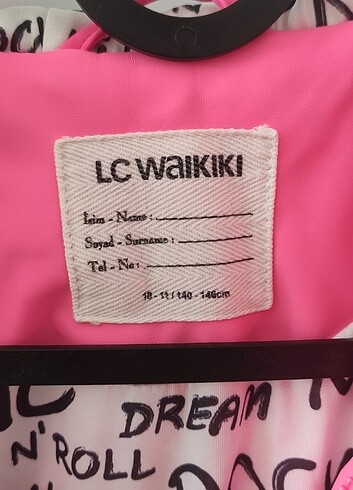 LC WAIKIKI
İsim - Name :
Soyad - Surname :
Tel - No :
10 - 11 / 140 - 146cm
DREAM
N' ROLL